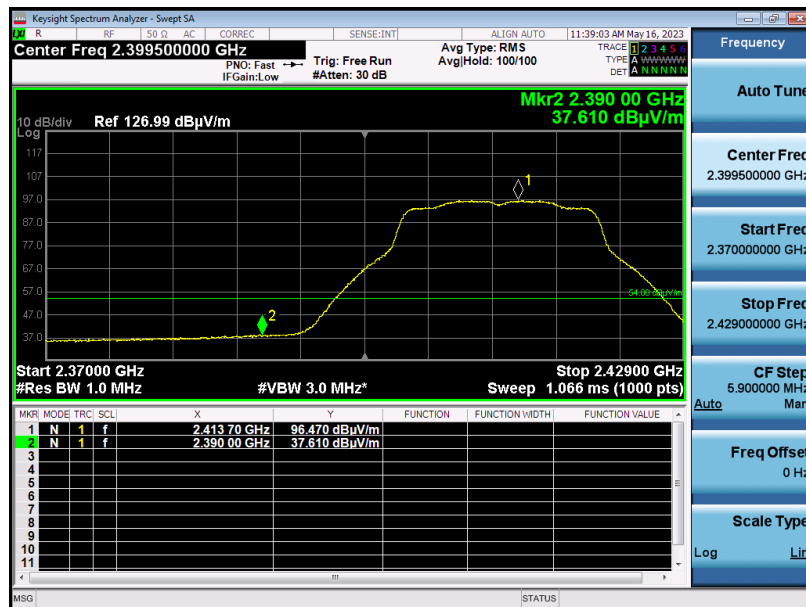 Keysight Spectrum Analyzer - Swept SA
LXI R RF 50 Ω AC CORREC SENSE:INT ALIGN AUTO 11:39:03 AM May 16, 2023
Center Freq 2.399500000 GHz
PNO: Fast
IFGain:Low
Trig: Free Run
#Atten: 30 dB
Avg Type: RMS
Avg|Hold: 100/100
TRACE 1 2 3 4 5 6
TYPE A WWWWW
DET A N N N N N
Mkr2 2.390 00 GHz
37.610 dBµV/m
10 dB/div Ref 126.99 dBµV/m
Log
117
107
97.0
87.0
77.0
67.0
57.0
47.0
37.0
1
2
54.00 dBµV/m
Start 2.37000 GHz Stop 2.42900 GHz
#Res BW 1.0 MHz #VBW 3.0 MHz* Sweep 1.066 ms (1000 pts)
MKR MODE TRC SCL X Y FUNCTION FUNCTION WIDTH FUNCTION VALUE
1 N 1 f 2.413 70 GHz 96.470 dBµV/m
2 N 1 f 2.390 00 GHz 37.610 dBµV/m
3
4
5
6
7
8
9
10
11
MSG STATUS
Frequency
Auto Tune
Center Freq
2.399500000 GHz
Start Freq
2.370000000 GHz
Stop Freq
2.429000000 GHz
CF Step
5.900000 MHz
Auto Man
Freq Offset
0 Hz
Scale Type
Log Lin